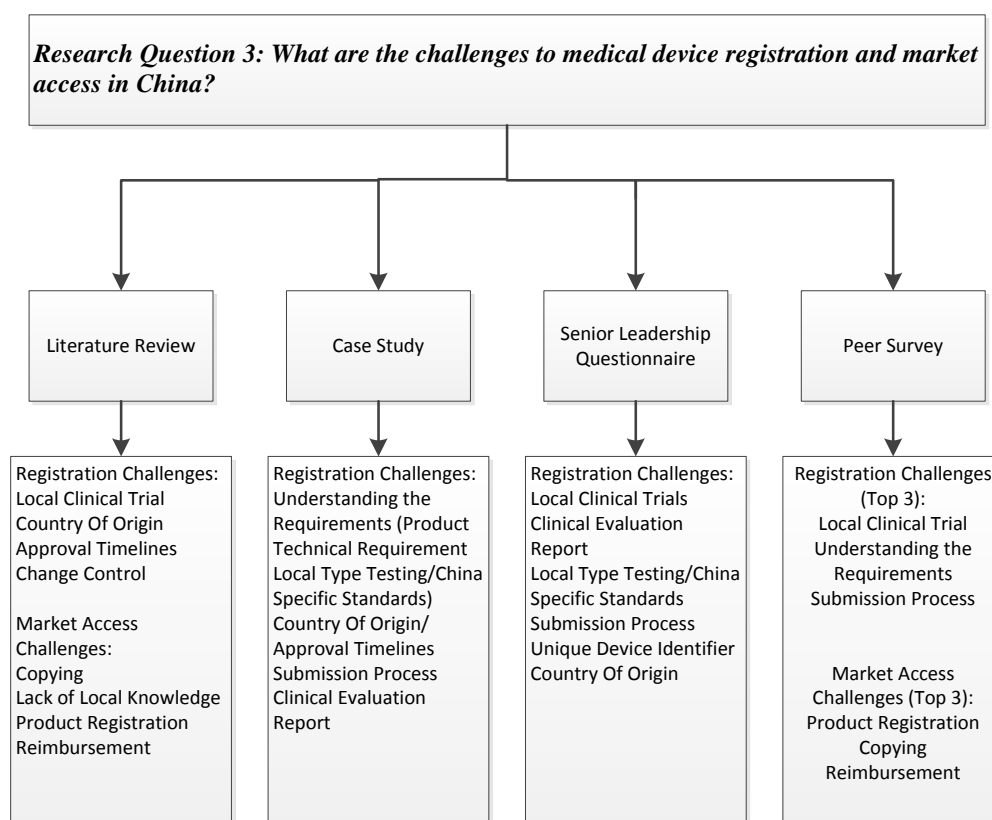 Research Question 3: What are the challenges to medical device registration and market
access in China?
Literature Review
Case Study
Senior Leadership
Questionnaire
Peer Survey
Registration Challenges:
Local Clinical Trial
Country Of Origin
Approval Timelines
Change Control
Market Access
Challenges:
Copying
Lack of Local Knowledge
Product Registration
Reimbursement
Registration Challenges:
Understanding the
Requirements (Product
Technical Requirement
Local Type Testing/China
Specific Standards)
Country Of Origin/
Approval Timelines
Submission Process
Clinical Evaluation
Report
Registration Challenges:
Local Clinical Trials
Clinical Evaluation
Report
Local Type Testing/China
Specific Standards
Submission Process
Unique Device Identifier
Country Of Origin
Registration Challenges
(Top 3):
Local Clinical Trial
Understanding the
Requirements
Submission Process
Market Access
Challenges (Top 3):
Product Registration
Copying
Reimbursement